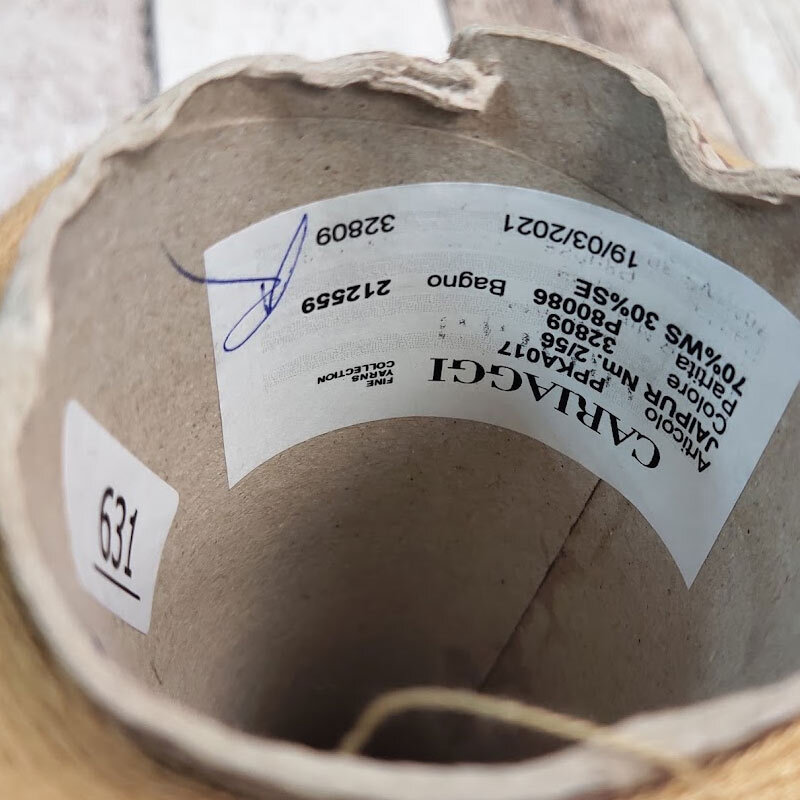 CARIAGGI FINE YARNS COLLECTION
Articolo PPKA017
JAIPUR Nm. 2/56
Colore 32809
Partita P80086 Bagno 212559
70%WS 30%SE
19/03/2021 32809
631